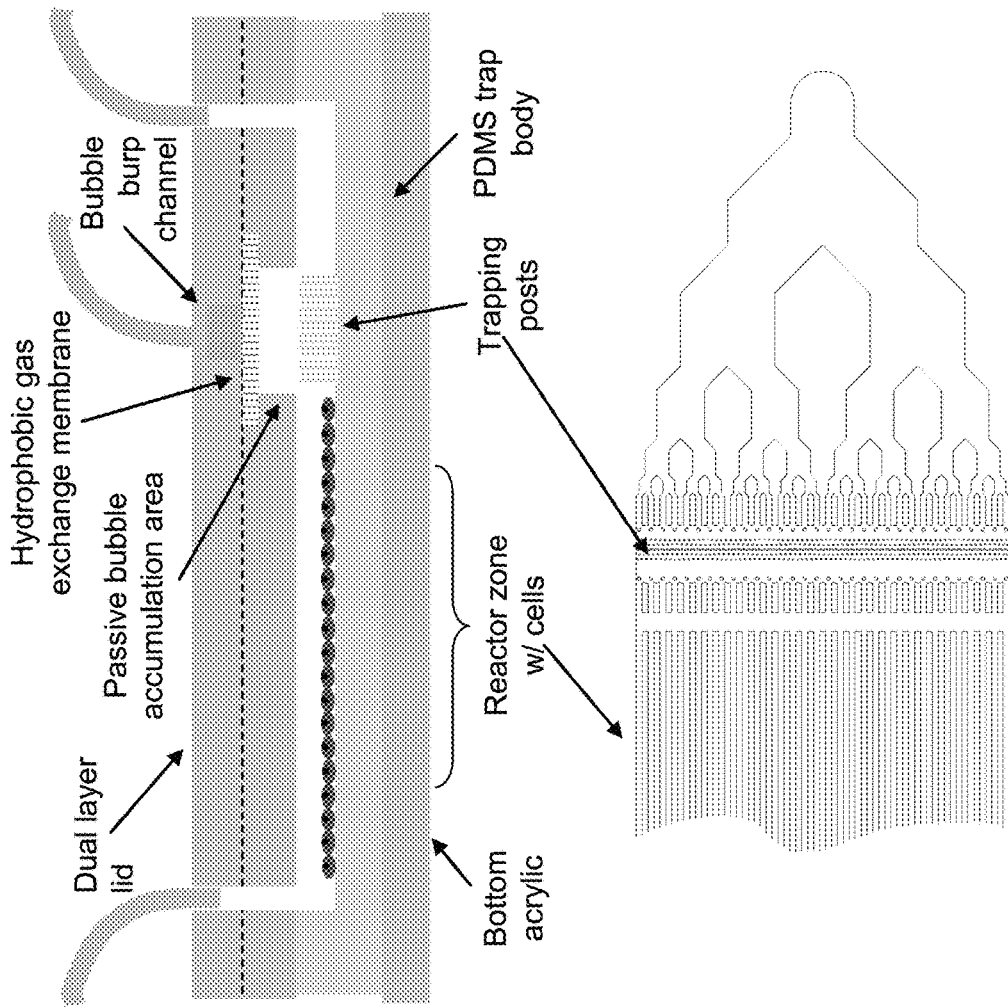 Dual layer
lid
Passive bubble
accumulation area
Hydrophobic gas
exchange membrane
Bubble
burp
channel
Bottom
acrylic
Reactor zone
w/ cells
Trapping
posts
PDMS trap
body